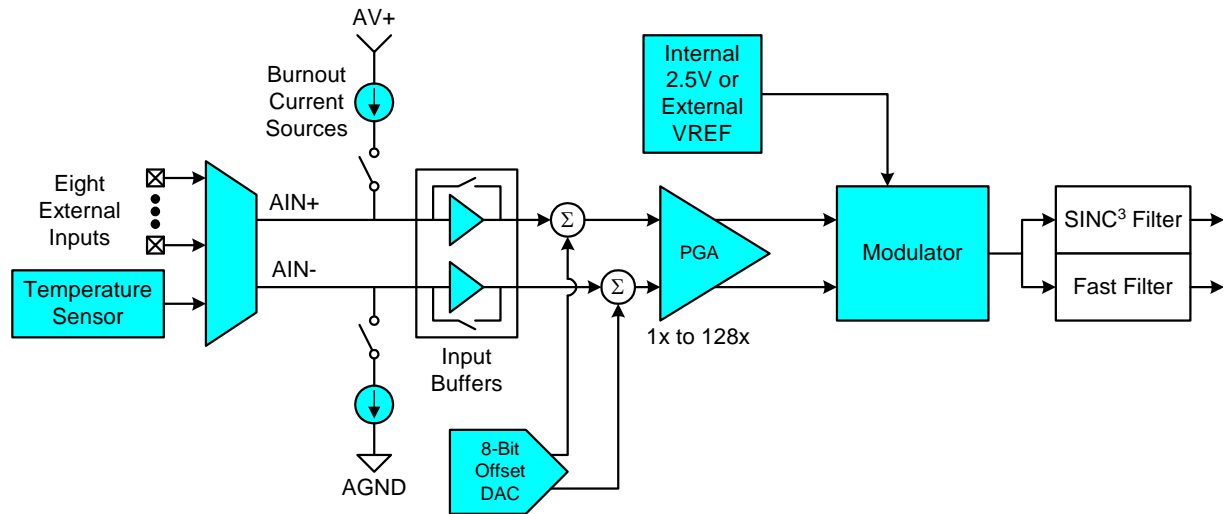 AV+
Burnout
Current
Sources
Internal
2.5V or
External
VREF
Eight
External
Inputs
AIN+
AIN-
Temperature
Sensor
Input
Buffers
Σ
Σ
PGA
1x to 128x
Modulator
SINC³ Filter
Fast Filter
8-Bit
Offset
DAC
AGND